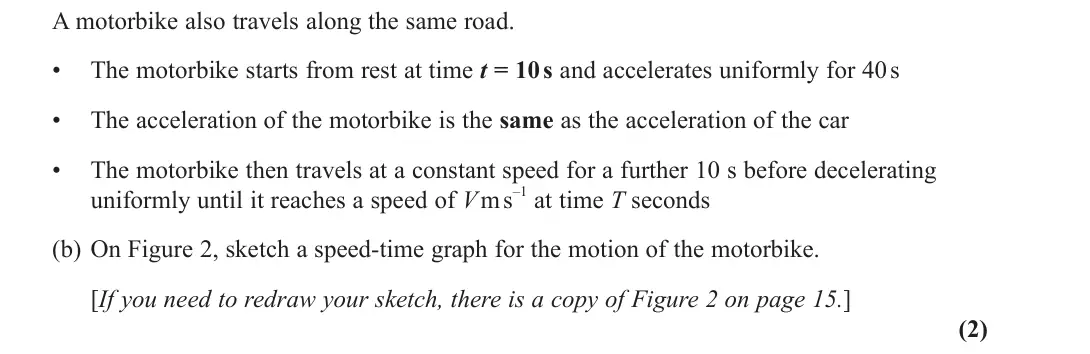 A motorbike also travels along the same road.
• The motorbike starts from rest at time t = 10 s and accelerates uniformly for 40 s
• The acceleration of the motorbike is the same as the acceleration of the car
• The motorbike then travels at a constant speed for a further 10 s before decelerating
uniformly until it reaches a speed of V m s⁻¹ at time T seconds
(b) On Figure 2, sketch a speed-time graph for the motion of the motorbike.
[If you need to redraw your sketch, there is a copy of Figure 2 on page 15.]
(2)